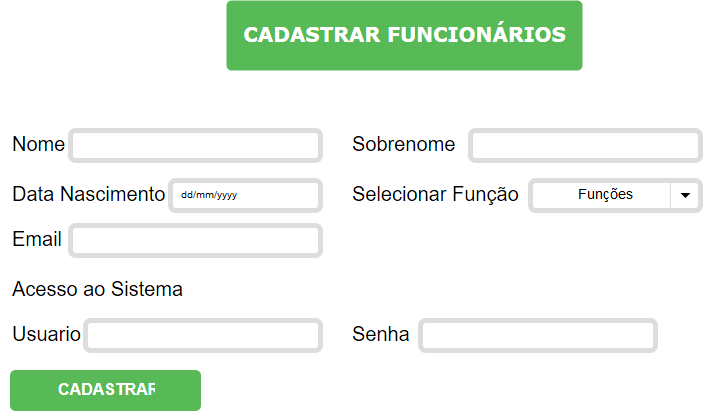 CADASTRAR FUNCIONÁRIOS
Nome Sobrenome
Data Nascimento dd/mm/yyyy Selecionar Função Funções
Email
Acesso ao Sistema
Usuario Senha
CADASTRAR